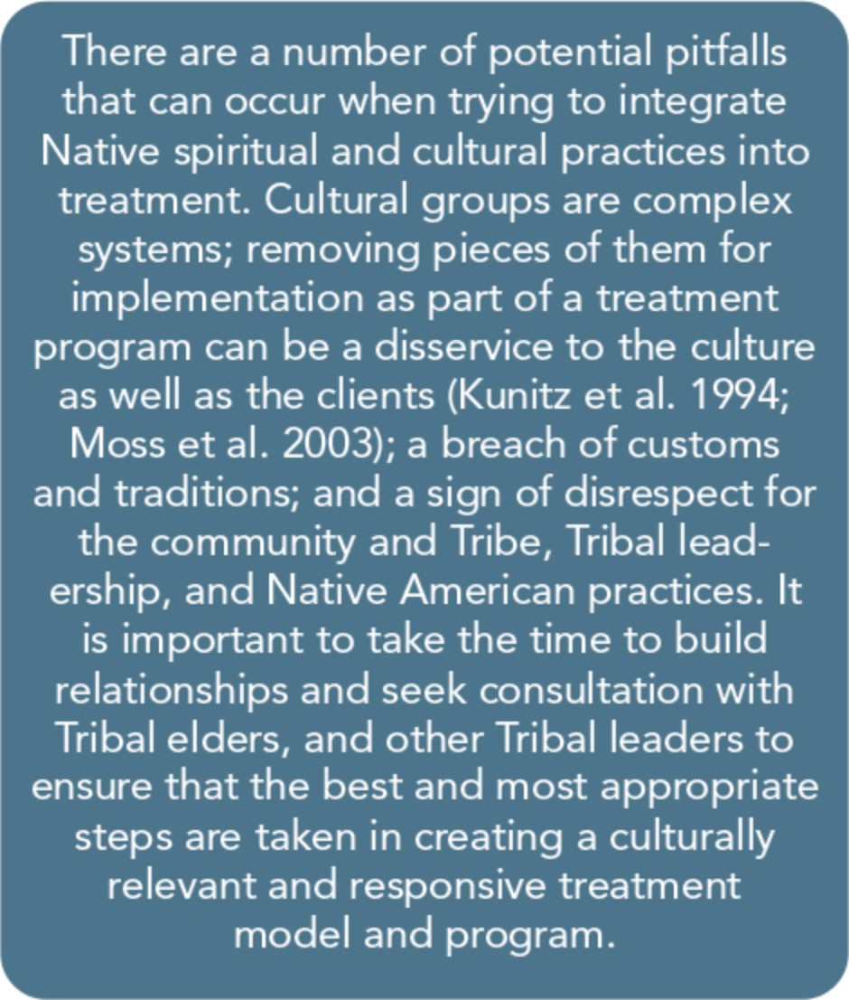 There are a number of potential pitfalls
that can occur when trying to integrate
Native spiritual and cultural practices into
treatment. Cultural groups are complex
systems; removing pieces of them for
implementation as part of a treatment
program can be a disservice to the culture
as well as the clients (Kunitz et al. 1994;
Moss et al. 2003); a breach of customs
and traditions; and a sign of disrespect for
the community and Tribe, Tribal lead-
ership, and Native American practices. It
is important to take the time to build
relationships and seek consultation with
Tribal elders, and other Tribal leaders to
ensure that the best and most appropriate
steps are taken in creating a culturally
relevant and responsive treatment
model and program.